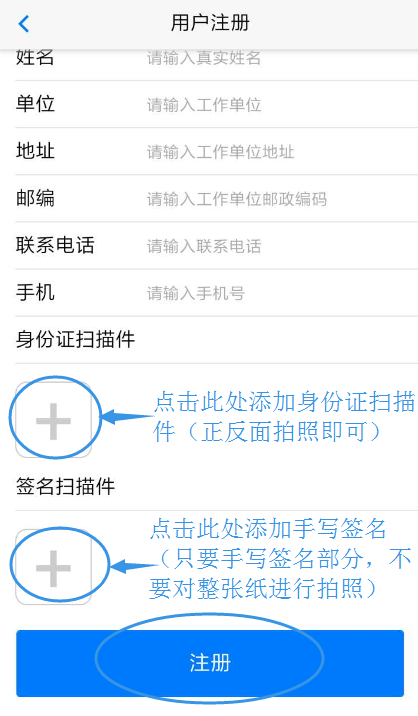 用户注册
姓名 请输入真实姓名
单位 请输入工作单位
地址 请输入工作单位地址
邮编 请输入工作单位邮政编码
联系电话 请输入联系电话
手机 请输入手机号
身份证扫描件
点击此处添加身份证扫描
件（正反面拍照即可）
签名扫描件
点击此处添加手写签名
（只要手写签名部分，不
要对整张纸进行拍照）
注册